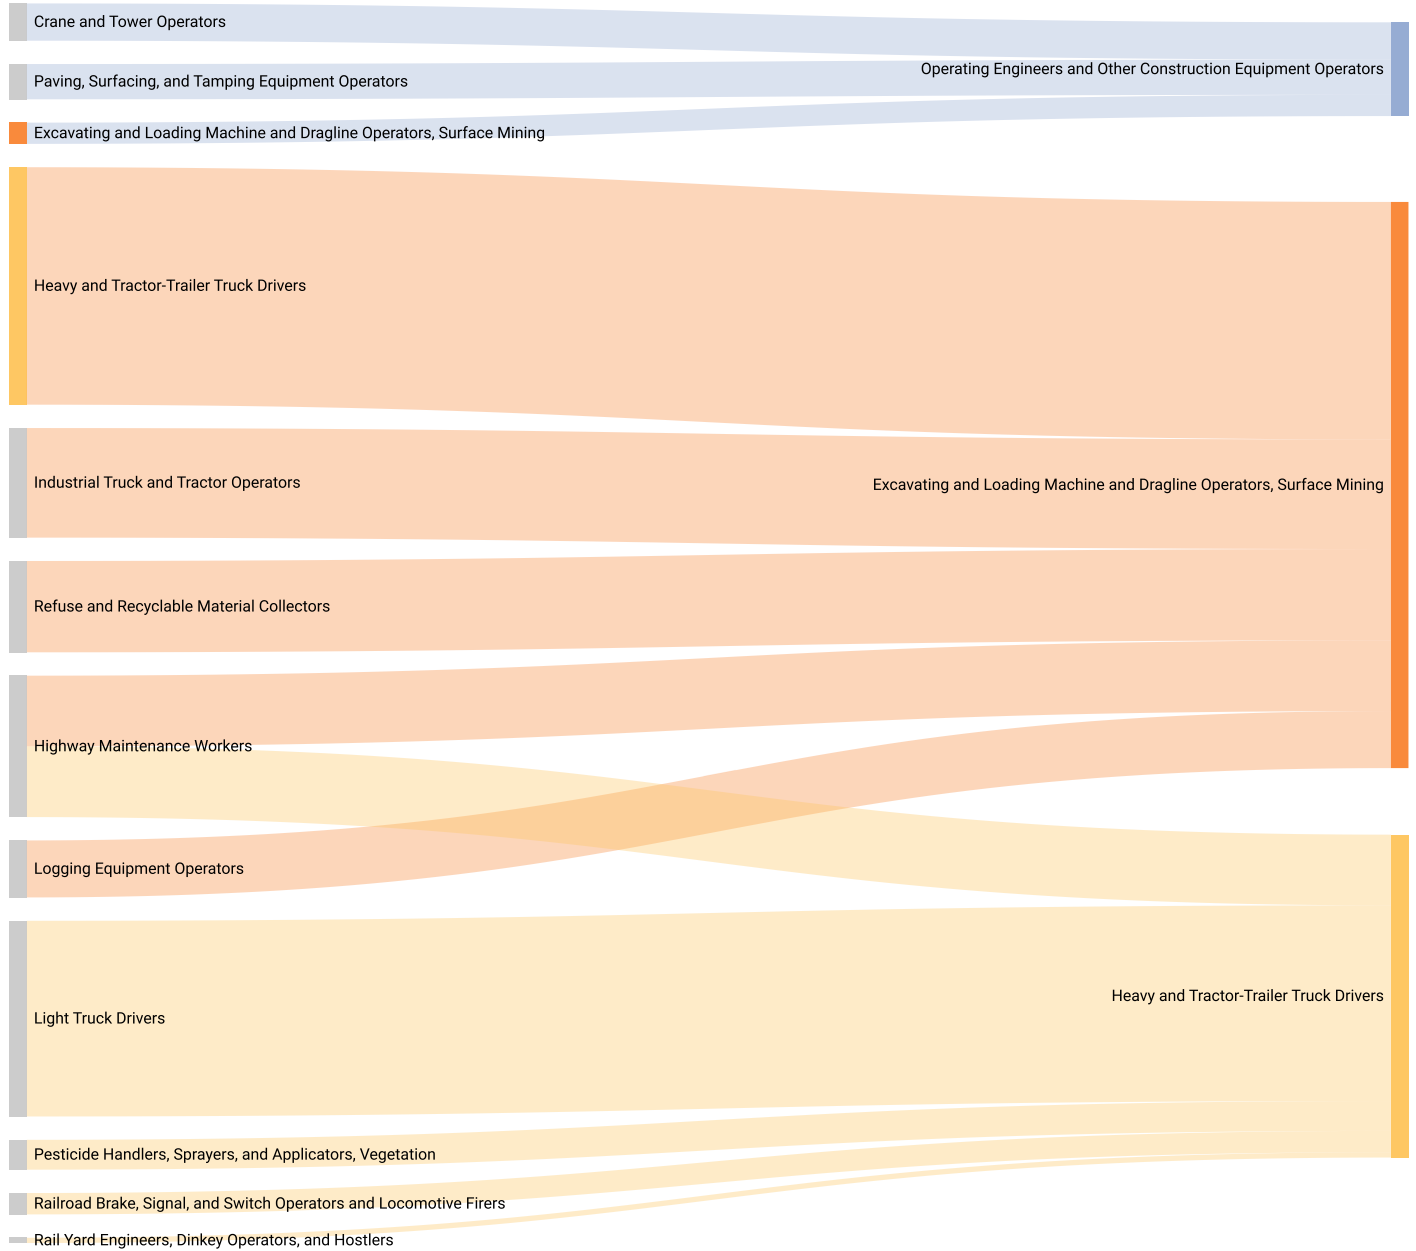 Crane and Tower Operators
Operating Engineers and Other Construction Equipment Operators
Paving, Surfacing, and Tamping Equipment Operators
Excavating and Loading Machine and Dragline Operators, Surface Mining
Heavy and Tractor-Trailer Truck Drivers
Industrial Truck and Tractor Operators
Excavating and Loading Machine and Dragline Operators, Surface Mining
Refuse and Recyclable Material Collectors
Highway Maintenance Workers
Logging Equipment Operators
Heavy and Tractor-Trailer Truck Drivers
Light Truck Drivers
Pesticide Handlers, Sprayers, and Applicators, Vegetation
Railroad Brake, Signal, and Switch Operators and Locomotive Firers
Rail Yard Engineers, Dinkey Operators, and Hostlers